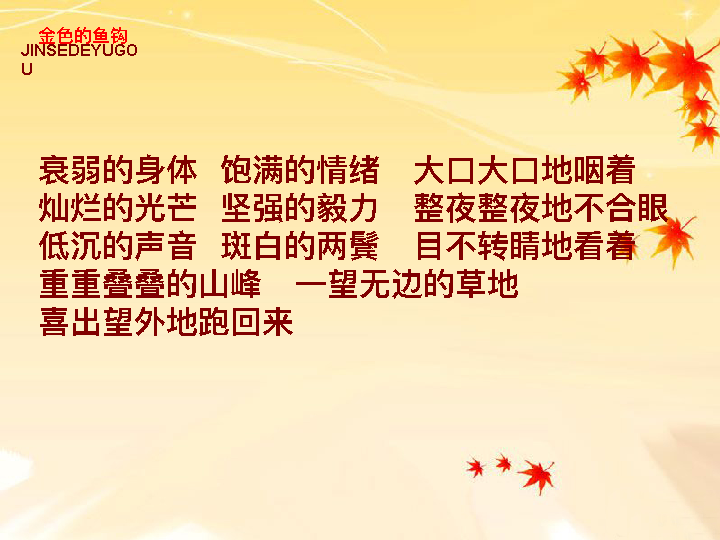 金色的鱼钩
JINSEDEYUGO
U
衰弱的身体 饱满的情绪 大口大口地咽着
灿烂的光芒 坚强的毅力 整夜整夜地不合眼
低沉的声音 斑白的两鬓 目不转睛地看着
重重叠叠的山峰 一望无边的草地
喜出望外地跑回来